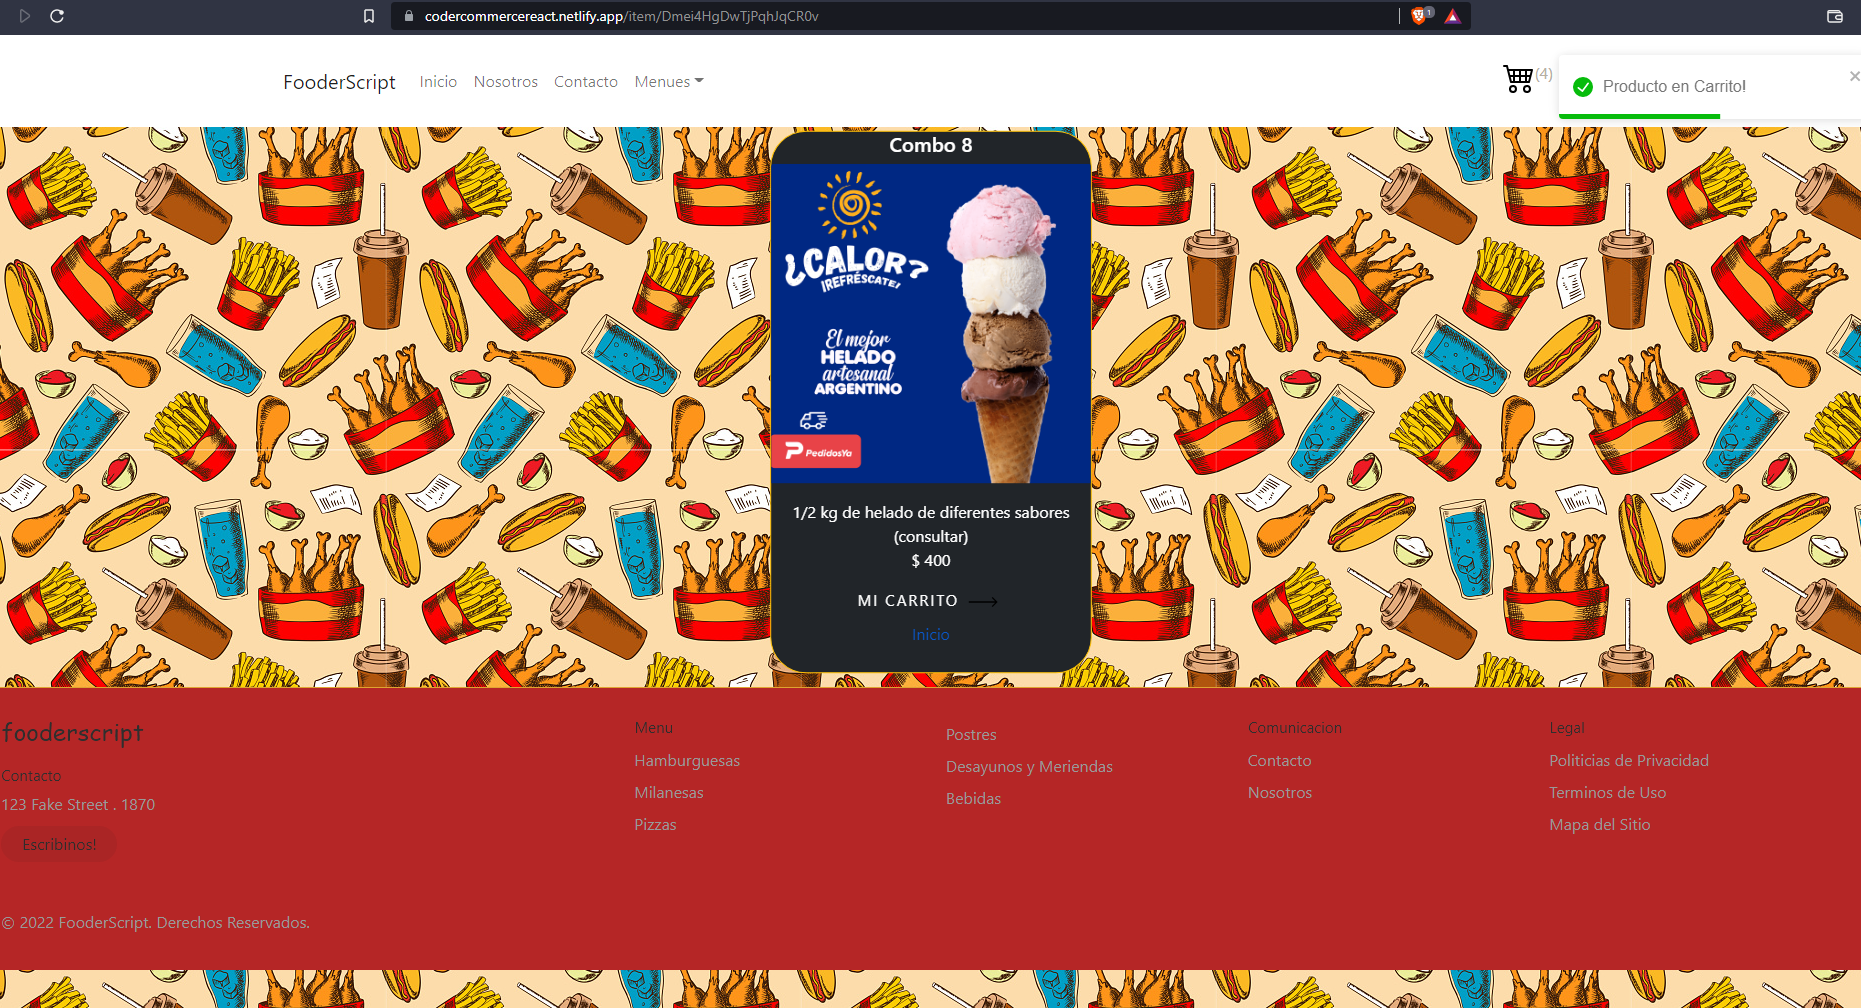 codercommercereact.netlify.app/item/Dmei4HgDwTjPqhJqCR0v
1
FooderScript
Inicio
Nosotros
Contacto
Menues
(4)
Producto en Carrito!
Combo 8
¿CALOR?
¡REFRÉSCATE!
El mejor
HELADO
artesanal
ARGENTINO
PedidosYa
1/2 kg de helado de diferentes sabores
(consultar)
$ 400
MI CARRITO
Inicio
fooderscript
Contacto
123 Fake Street . 1870
Escribinos!
Menu
Hamburguesas
Milanesas
Pizzas
Postres
Desayunos y Meriendas
Bebidas
Comunicacion
Contacto
Nosotros
Legal
Politicias de Privacidad
Terminos de Uso
Mapa del Sitio
© 2022 FooderScript. Derechos Reservados.